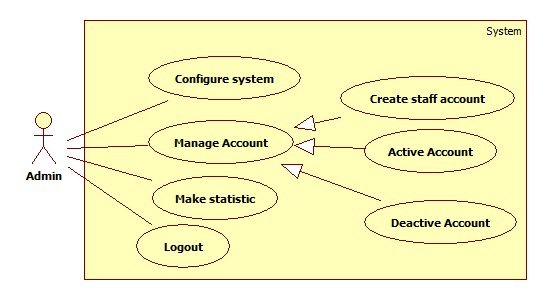 System
Configure system
Create staff account
Manage Account
Active Account
Admin
Make statistic
Deactive Account
Logout